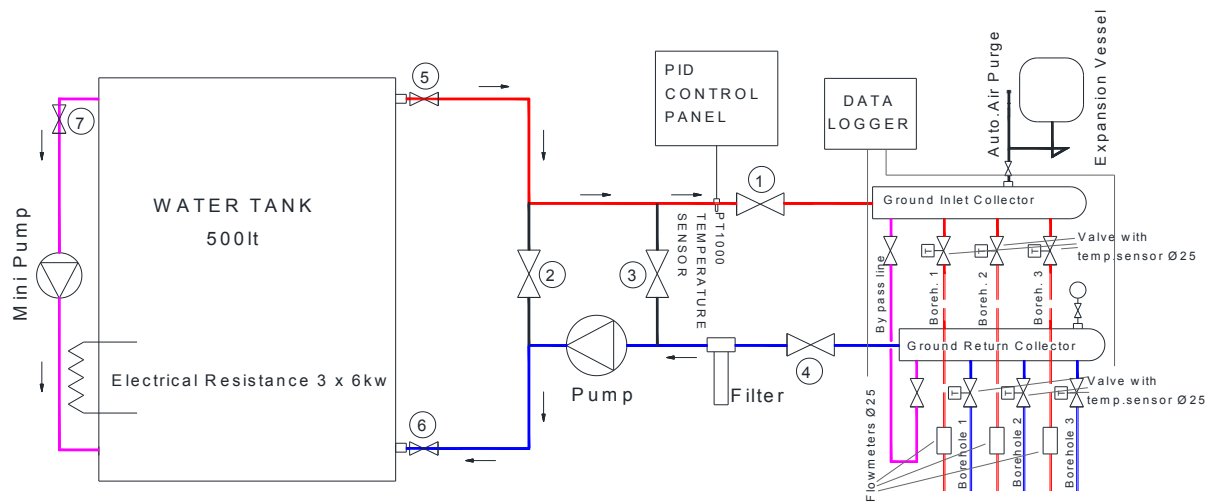 5
7
WATER TANK
500lt
Mini Pump
Electrical Resistance 3 x 6kw
6
PID
CONTROL
PANEL
DATA
LOGGER
Auto.Air Purge
Expansion Vessel
1
PT1000
TEMPERATURE
SENSOR
2
3
Pump
Filter
4
Ground Inlet Collector
Valve with
temp.sensor Ø25
T
T
T
By pass line
Boreh. 1
Boreh. 2
Boreh. 3
Ground Return Collector
Valve with
temp.sensor Ø25
T
T
T
Borehole 1
Borehole 2
Borehole 3
Flowmeters Ø25